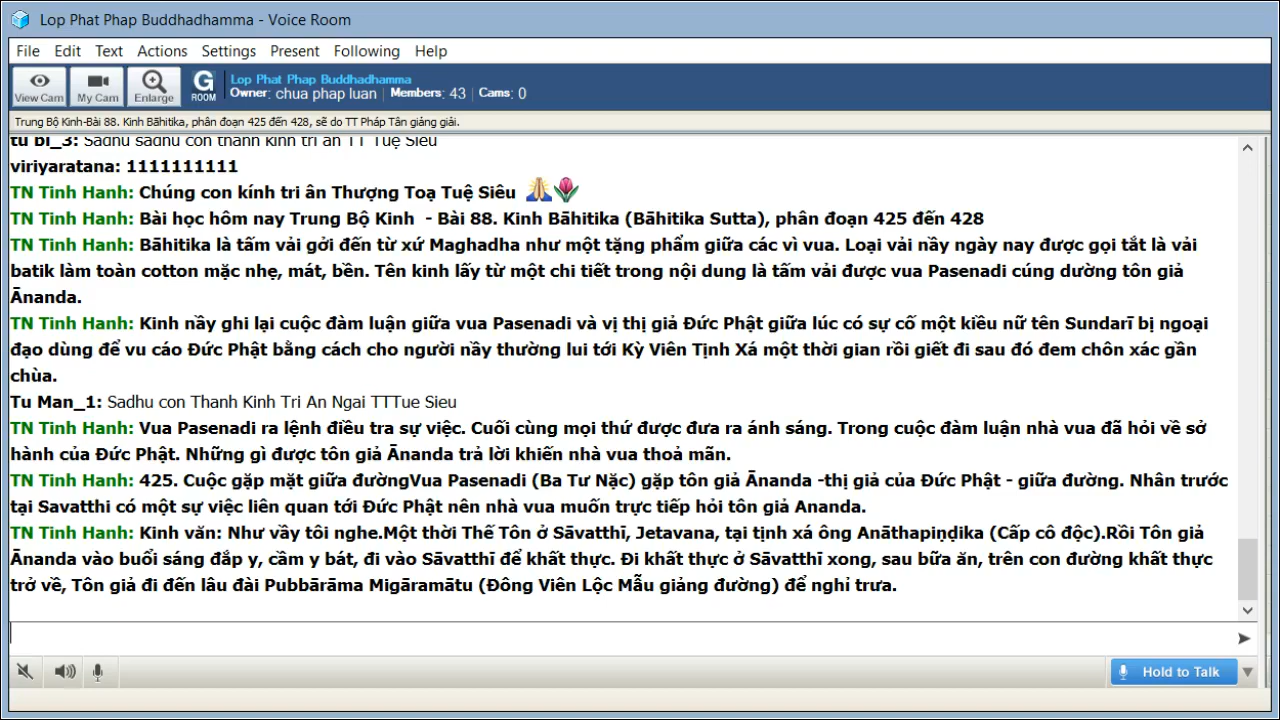 Lop Phat Phap Buddhadhamma - Voice Room
File Edit Text Actions Settings Present Following Help
View Cam My Cam Enlarge G ROOM
Lop Phat Phap Buddhadhamma
Owner: chua phap luan Members: 43 Cams: 0
Trung Bộ Kinh-Bài 88. Kinh Bāhitika, phân đoạn 425 đến 428, sẽ do TT Pháp Tân giảng giải.
tu bi_3: Sadhu sadhu con thanh kinh tri ân TT Tuệ Siêu
viriyaratana: 1111111111
TN Tinh Hanh: Chúng con kính tri ân Thượng Toạ Tuệ Siêu
TN Tinh Hanh: Bài học hôm nay Trung Bộ Kinh - Bài 88. Kinh Bāhitika (Bāhitika Sutta), phân đoạn 425 đến 428
TN Tinh Hanh: Bāhitika là tấm vải gởi đến từ xứ Maghadha như một tặng phẩm giữa các vì vua. Loại vải nầy ngày nay được gọi tắt là vải
batik làm toàn cotton mặc nhẹ, mát, bền. Tên kinh lấy từ một chi tiết trong nội dung là tấm vải được vua Pasenadi cúng dường tôn giả
Ānanda.
TN Tinh Hanh: Kinh nầy ghi lại cuộc đàm luận giữa vua Pasenadi và vị thị giả Đức Phật giữa lúc có sự cố một kiều nữ tên Sundarī bị ngoại
đạo dùng để vu cáo Đức Phật bằng cách cho người nầy thường lui tới Kỳ Viên Tịnh Xá một thời gian rồi giết đi sau đó đem chôn xác gần
chùa.
Tu Man_1: Sadhu con Thanh Kinh Tri An Ngai TTTue Sieu
TN Tinh Hanh: Vua Pasenadi ra lệnh điều tra sự việc. Cuối cùng mọi thứ được đưa ra ánh sáng. Trong cuộc đàm luận nhà vua đã hỏi về sở
hành của Đức Phật. Những gì được tôn giả Ānanda trả lời khiến nhà vua thoả mãn.
TN Tinh Hanh: 425. Cuộc gặp mặt giữa đườngVua Pasenadi (Ba Tư Nặc) gặp tôn giả Ānanda -thị giả của Đức Phật - giữa đường. Nhân trước
tại Savatthi có một sự việc liên quan tới Đức Phật nên nhà vua muốn trực tiếp hỏi tôn giả Ananda.
TN Tinh Hanh: Kinh văn: Như vầy tôi nghe.Một thời Thế Tôn ở Sāvatthī, Jetavana, tại tịnh xá ông Anāthapiṇḍika (Cấp cô độc).Rồi Tôn giả
Ānanda vào buổi sáng đắp y, cầm y bát, đi vào Sāvatthī để khất thực. Đi khất thực ở Sāvatthī xong, sau bữa ăn, trên con đường khất thực
trở về, Tôn giả đi đến lâu đài Pubbārāma Migāramātu (Đông Viên Lộc Mẫu giảng đường) để nghỉ trưa.
Hold to Talk